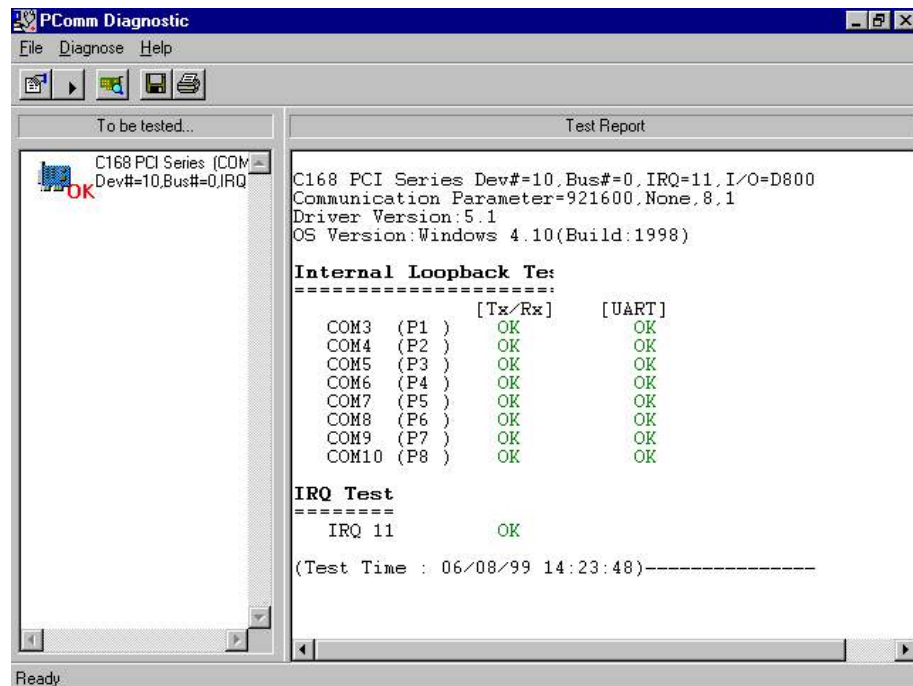 PComm Diagnostic
File Diagnose Help
To be tested...
Test Report
C168 PCI Series (COM
Dev#=10,Bus#=0,IRQ
OK
C168 PCI Series Dev#=10,Bus#=0,IRQ=11,I/O=D800
Communication Parameter=921600,None,8,1
Driver Version:5.1
OS Version:Windows 4.10(Build:1998)
Internal Loopback Tes
=====================
[Tx/Rx] [UART]
COM3 (P1 ) OK OK
COM4 (P2 ) OK OK
COM5 (P3 ) OK OK
COM6 (P4 ) OK OK
COM7 (P5 ) OK OK
COM8 (P6 ) OK OK
COM9 (P7 ) OK OK
COM10 (P8 ) OK OK
IRQ Test
========
IRQ 11 OK
(Test Time : 06/08/99 14:23:48)---------------
Ready